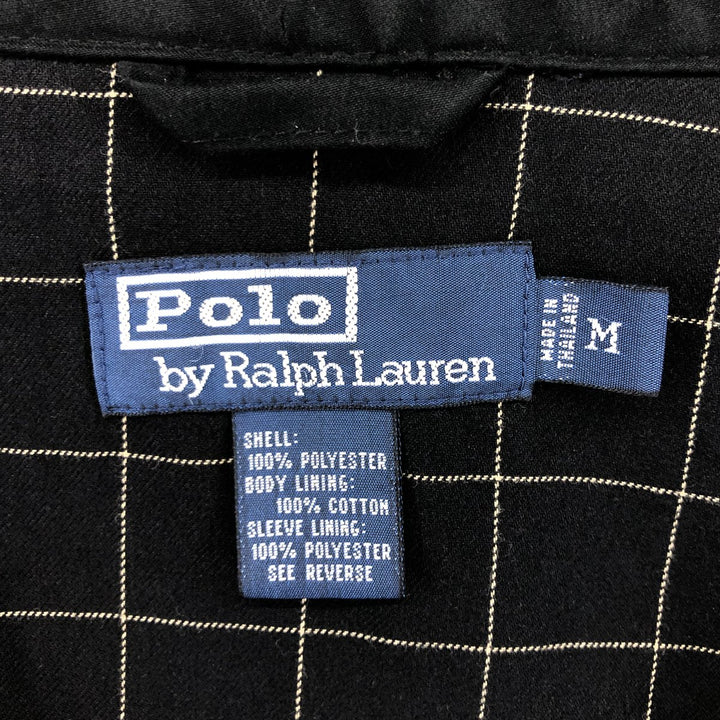 Polo
by Ralph Lauren
MADE IN
THAILAND
M
SHELL:
100% POLYESTER
BODY LINING:
100% COTTON
SLEEVE LINING:
100% POLYESTER
SEE REVERSE